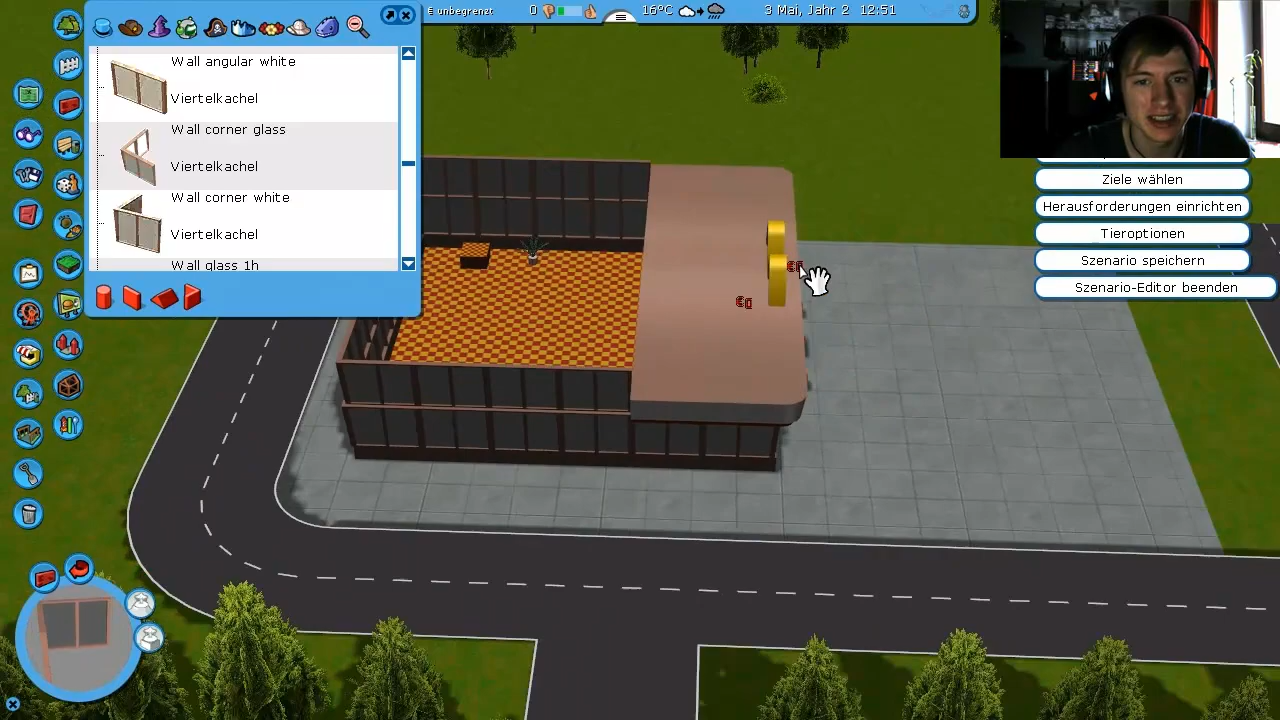 € unbegrenzt 0 16°C 3 Mai, Jahr 2 12:51
Wall angular white
Viertelkachel
Wall corner glass
Viertelkachel
Wall corner white
Viertelkachel
Wall glass 1h
Ziele wählen
Herausforderungen einrichten
Tieroptionen
Szenario speichern
Szenario-Editor beenden